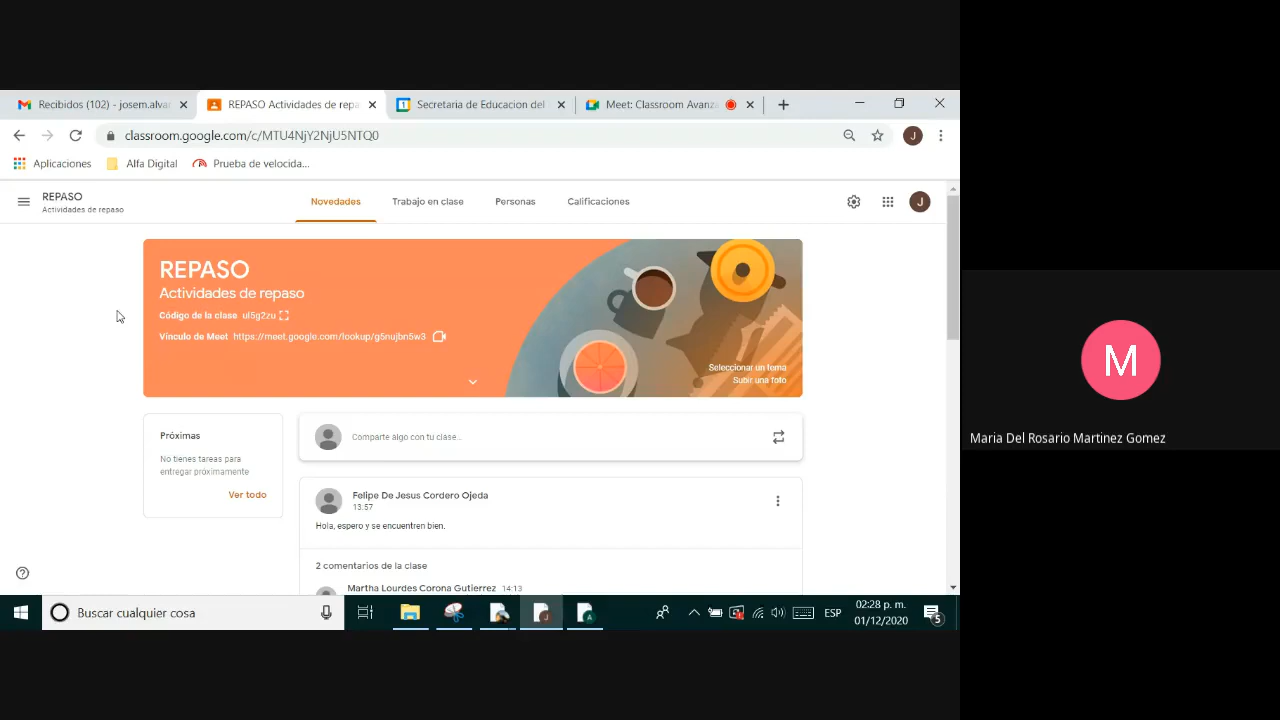 Recibidos (102) - josem.alvar
REPASO Actividades de repa
Secretaria de Educacion del
Meet: Classroom Avanz
classroom.google.com/c/MTU4NjY2NjU5NTQ0
J
Aplicaciones
Alfa Digital
Prueba de velocida...
REPASO
Actividades de repaso
Novedades
Trabajo en clase
Personas
Calificaciones
J
REPASO
Actividades de repaso
Código de la clase ul5g2zu
Vínculo de Meet https://meet.google.com/lookup/g5nujbn5w3
Seleccionar un tema
Subir una foto
Próximas
No tienes tareas para
entregar próximamente
Ver todo
Comparte algo con tu clase...
Felipe De Jesus Cordero Ojeda
13:57
Hola, espero y se encuentren bien.
2 comentarios de la clase
Martha Lourdes Corona Gutierrez 14:13
M
Maria Del Rosario Martinez Gomez
Buscar cualquier cosa
ESP
02:28 p. m.
01/12/2020
5